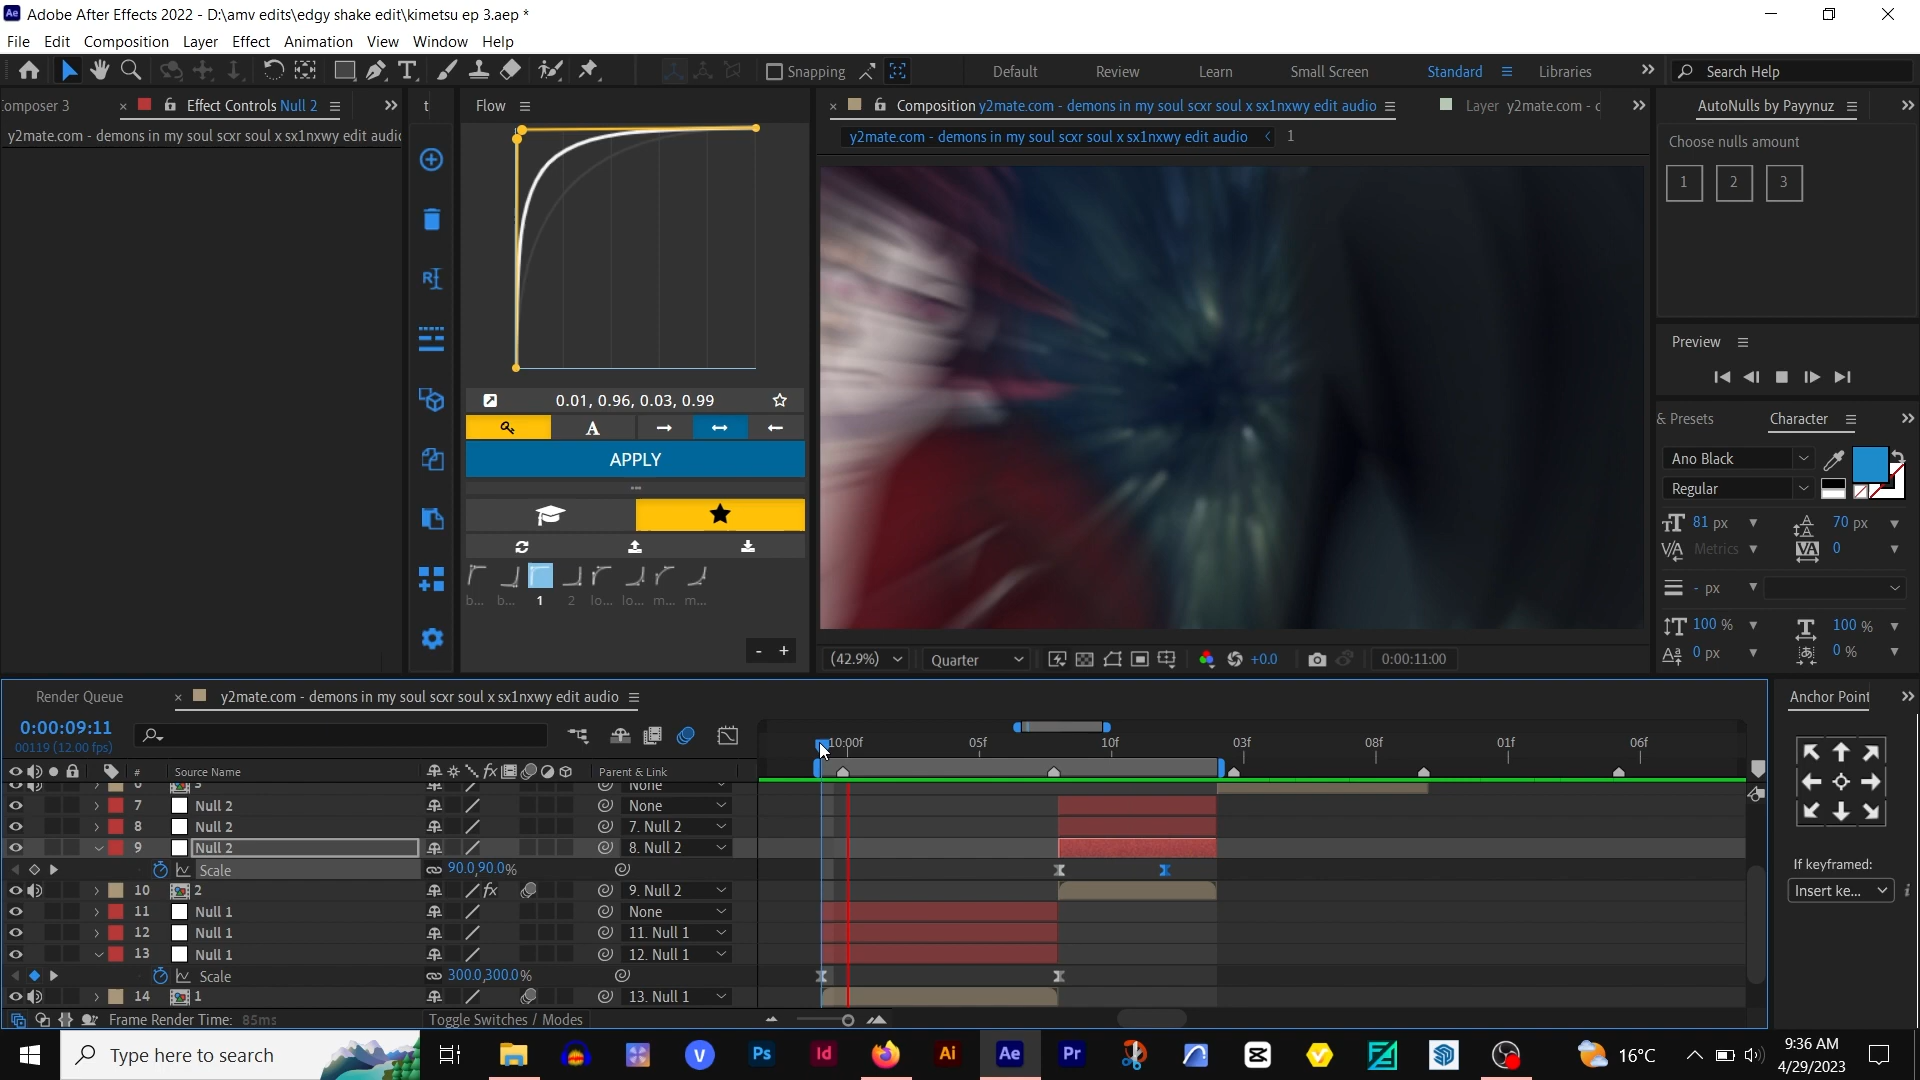 Adobe After Effects 2022 - D:\amv edits\edgy shake edit\kimetsu ep 3.aep *
File Edit Composition Layer Effect Animation View Window Help
Snapping Default Review Learn Small Screen Standard Libraries Search Help
omposer 3 Effect Controls Null 2
y2mate.com - demons in my soul scxr soul x sx1nxwy edit audio
t
Flow
Composition y2mate.com - demons in my soul scxr soul x sx1nxwy edit audio
Layer y2mate.com - c
AutoNulls by Payynuz
y2mate.com - demons in my soul scxr soul x sx1nxwy edit audio < 1
Choose nulls amount
1 2 3
Preview
0.01, 0.96, 0.03, 0.99
A
APPLY
b... b... 1 2 lo... lo... m... m...
- +
& Presets Character
Ano Black
Regular
81 px 70 px
Metrics 0
- px
100 % 100 %
0 px 0 %
(42.9%) Quarter +0.0 0:00:11:00
Render Queue
y2mate.com - demons in my soul scxr soul x sx1nxwy edit audio
Anchor Point
0:00:09:11
00119 (12.00 fps)
10:00f 05f 10f 03f 08f 01f 06f
# Source Name Parent & Link
6 3 None
7 Null 2 None
8 Null 2 7. Null 2
9 Null 2 8. Null 2
Scale 90.0,90.0%
10 2 9. Null 2
11 Null 1 None
12 Null 1 11. Null 1
13 Null 1 12. Null 1
Scale 300.0,300.0%
14 1 13. Null 1
Frame Render Time: 85ms
Toggle Switches / Modes
If keyframed:
Insert ke...
Type here to search
16°C
9:36 AM
4/29/2023